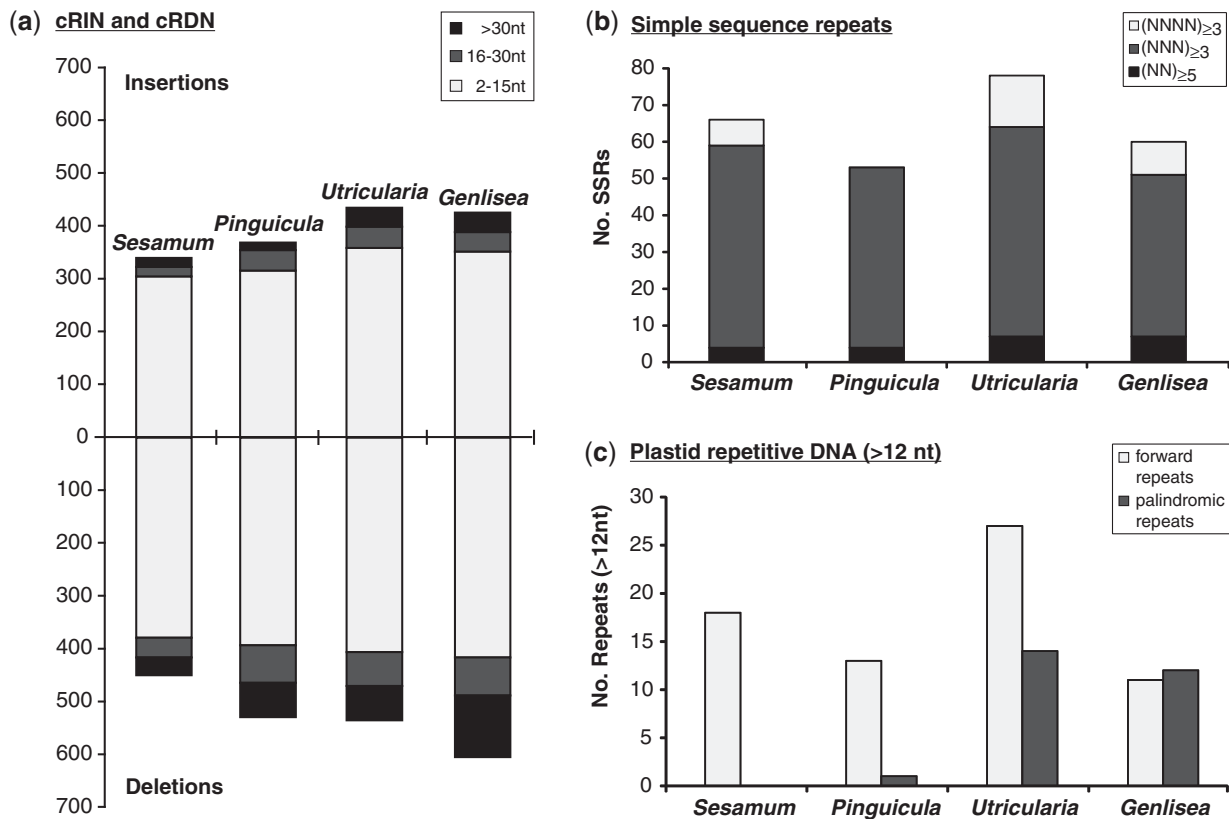 (a) cRIN and cRDN
>30nt
16-30nt
2-15nt
700
600
500
400
300
200
100
0
100
200
300
400
500
600
700
Insertions
Sesamum
Pinguicula
Utricularia
Genlisea
Deletions
(b) Simple sequence repeats
(NNNN)≥3
(NNN)≥3
(NN)≥5
No. SSRs
80
70
60
50
40
30
20
10
0
Sesamum Pinguicula Utricularia Genlisea
(c) Plastid repetitive DNA (>12 nt)
forward
repeats
palindromic
repeats
No. Repeats (>12nt)
30
25
20
15
10
5
0
Sesamum Pinguicula Utricularia Genlisea